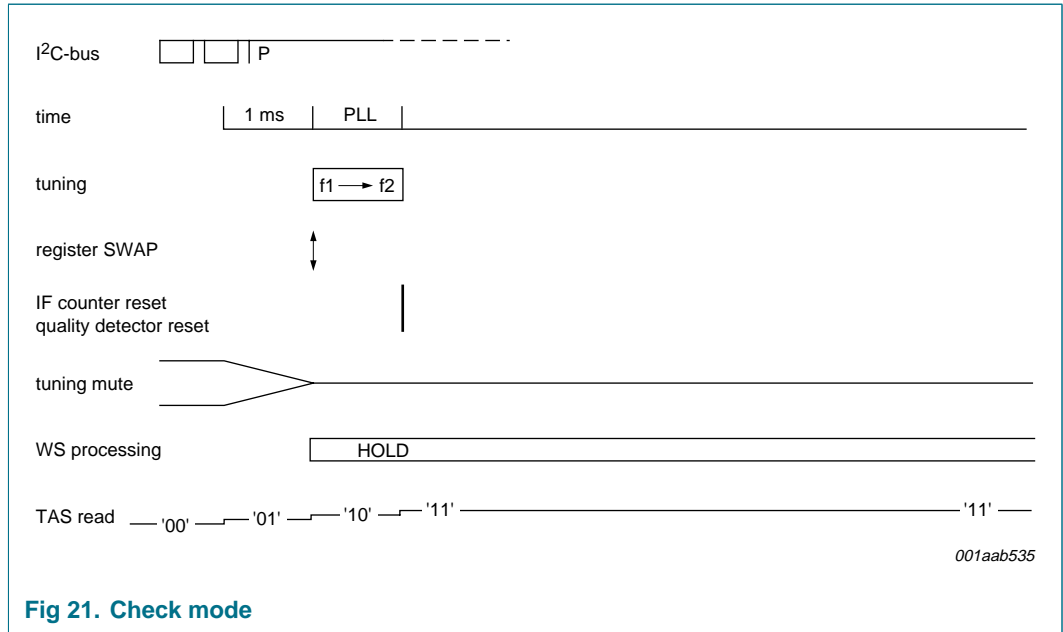 I²C-bus P
time 1 ms PLL
tuning f1 → f2
register SWAP
IF counter reset
quality detector reset
tuning mute
WS processing HOLD
TAS read '00' '01' '10' '11' '11'
001aab535
Fig 21. Check mode